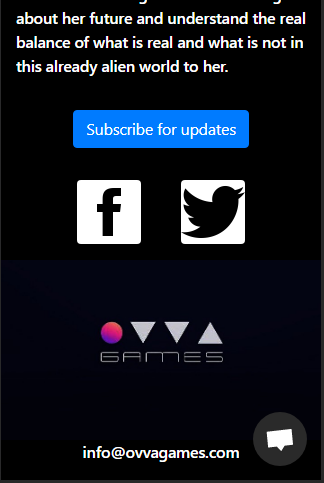 about her future and understand the real
balance of what is real and what is not in
this already alien world to her.
Subscribe for updates
OVVA
GAMES
info@ovvagames.com